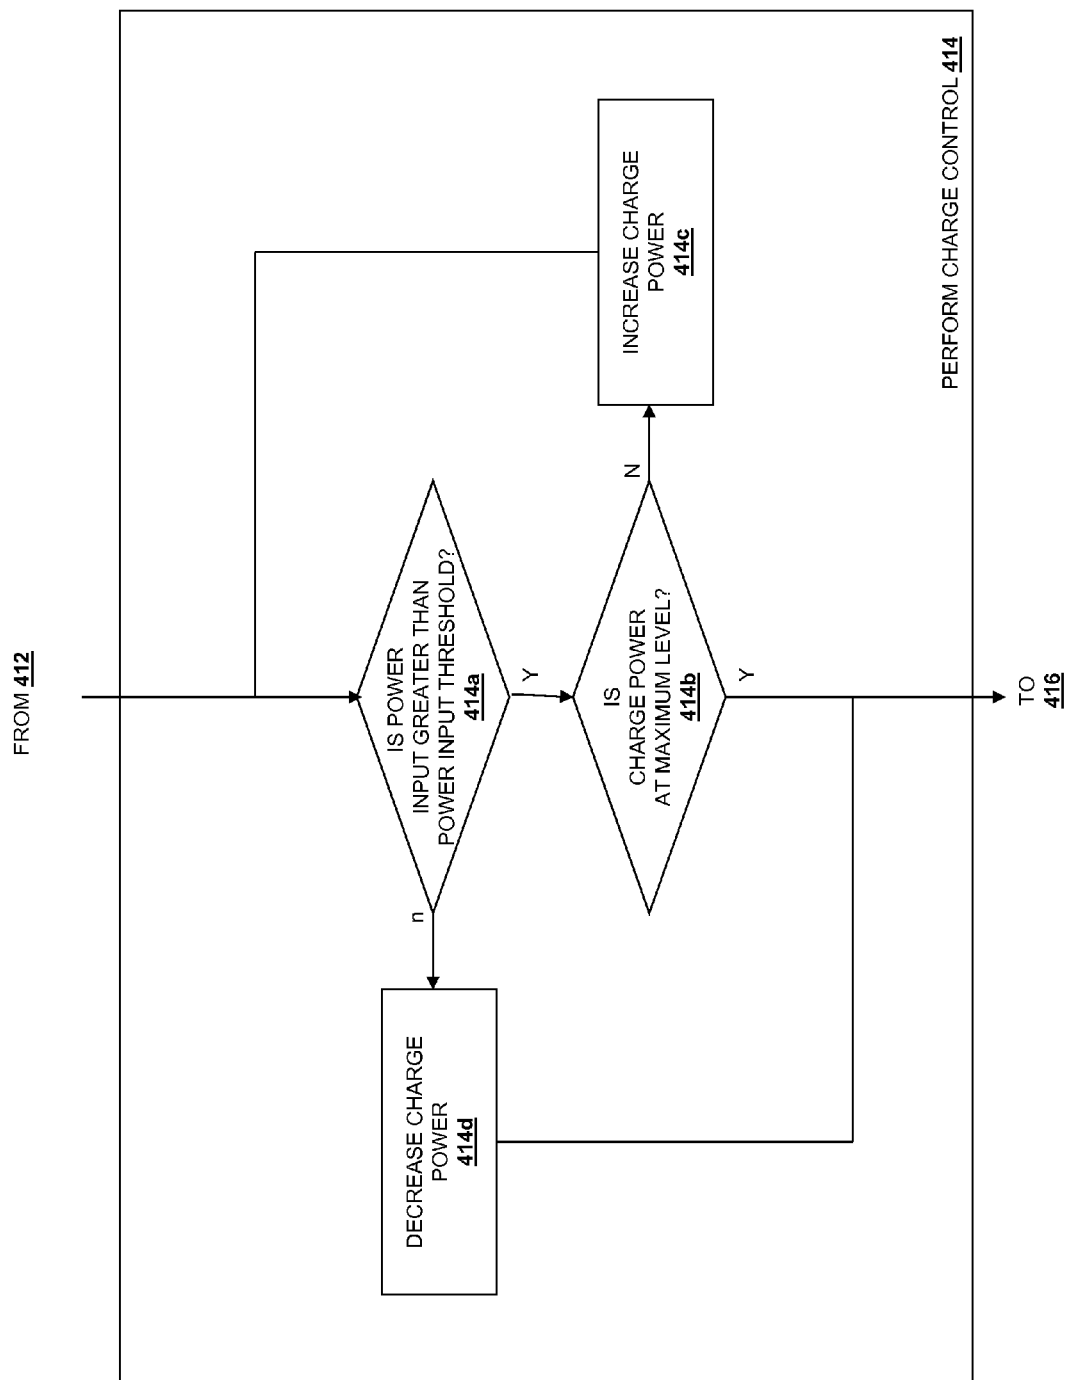 FROM 412
IS POWER
INPUT GREATER THAN
POWER INPUT THRESHOLD?
414a
n
Y
DECREASE CHARGE
POWER
414d
IS
CHARGE POWER
AT MAXIMUM LEVEL?
414b
N
Y
INCREASE CHARGE
POWER
414c
PERFORM CHARGE CONTROL 414
TO
416